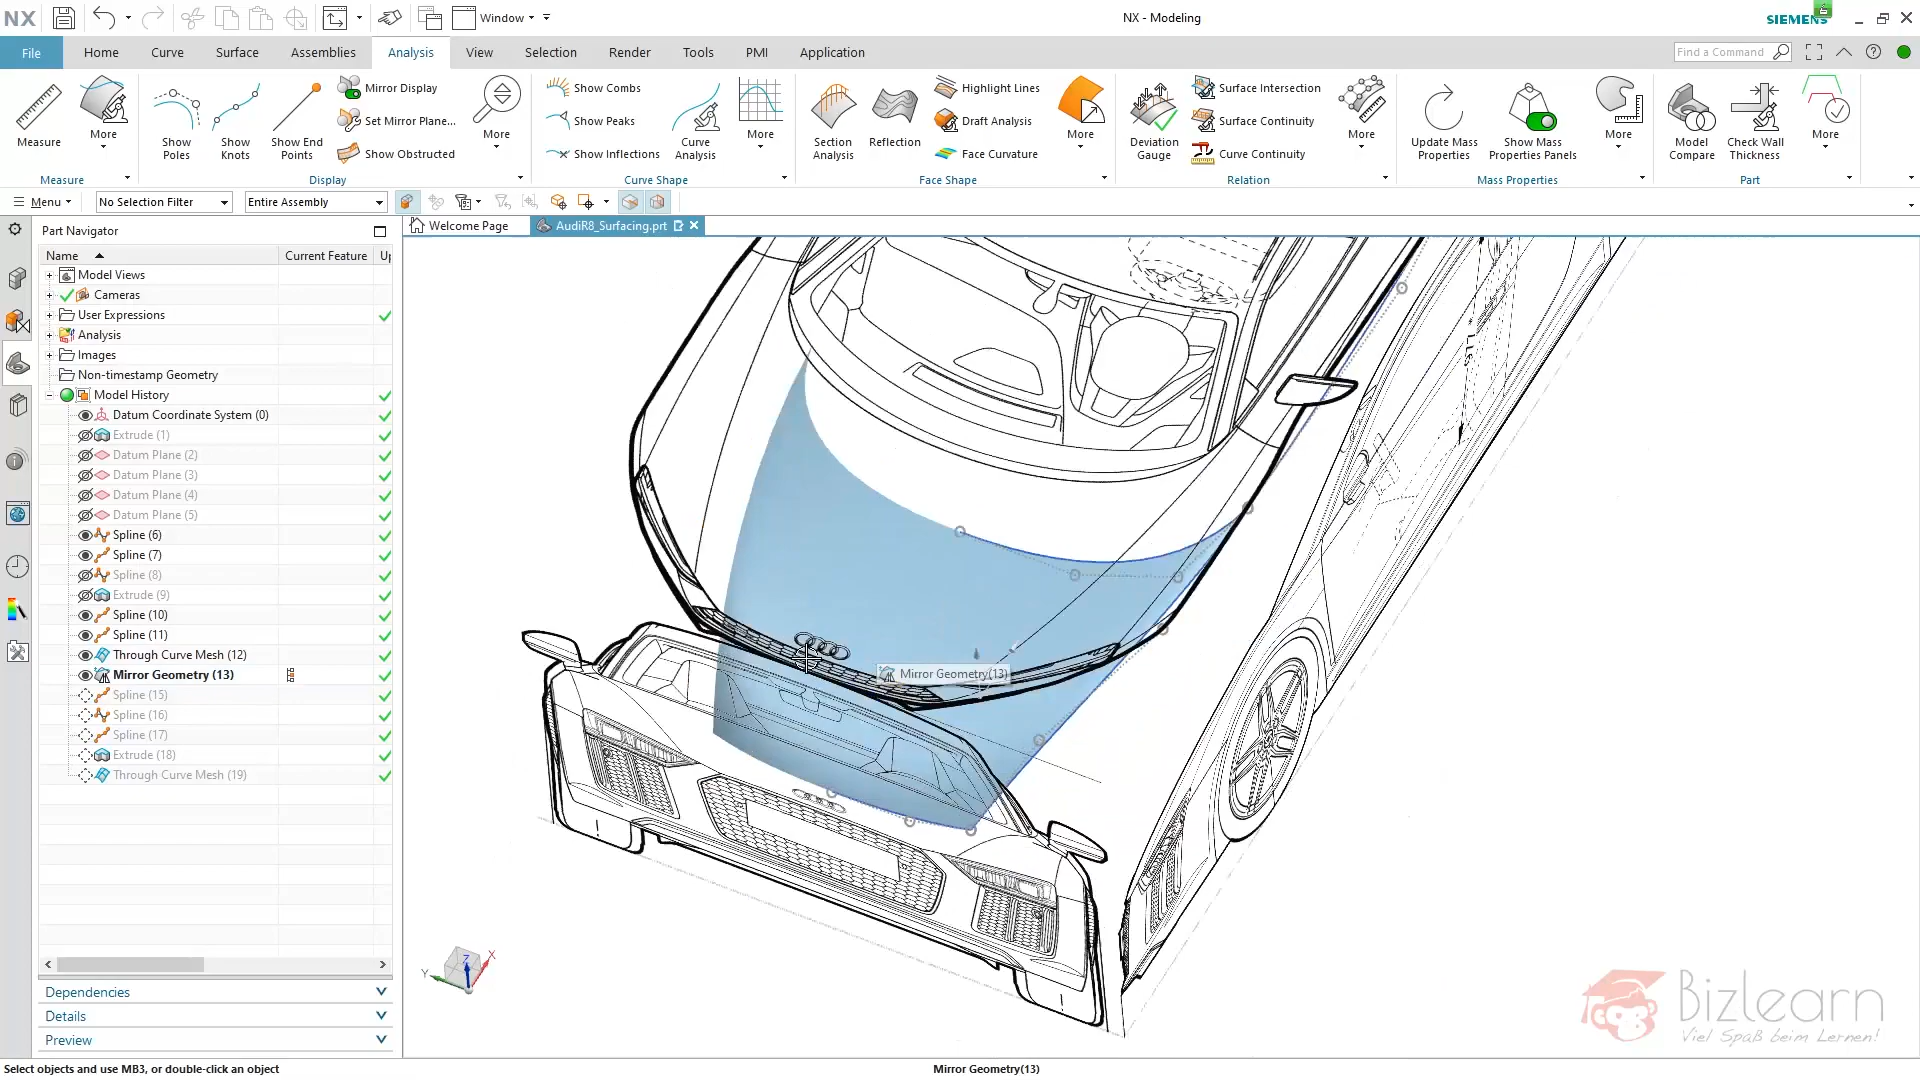 NX
Window
NX - Modeling
SIEMENS
File
Home
Curve
Surface
Assemblies
Analysis
View
Selection
Render
Tools
PMI
Application
Find a Command
Measure
More
Measure
Show Poles
Show Knots
Show End Points
Mirror Display
Set Mirror Plane...
Show Obstructed
More
Display
Show Combs
Show Peaks
Show Inflections
Curve Analysis
More
Curve Shape
Section Analysis
Reflection
Highlight Lines
Draft Analysis
Face Curvature
More
Face Shape
Deviation Gauge
Surface Intersection
Surface Continuity
Curve Continuity
More
Relation
Update Mass Properties
Show Mass Properties Panels
More
Mass Properties
Model Compare
Check Wall Thickness
More
Part
Menu
No Selection Filter
Entire Assembly
Part Navigator
Welcome Page
AudiR8_Surfacing.prt
Name
Current Feature
Model Views
Cameras
User Expressions
Analysis
Images
Non-timestamp Geometry
Model History
Datum Coordinate System (0)
Extrude (1)
Datum Plane (2)
Datum Plane (3)
Datum Plane (4)
Datum Plane (5)
Spline (6)
Spline (7)
Spline (8)
Extrude (9)
Spline (10)
Spline (11)
Through Curve Mesh (12)
Mirror Geometry (13)
Spline (15)
Spline (16)
Spline (17)
Extrude (18)
Through Curve Mesh (19)
Mirror Geometry(13)
X
Y
Z
Dependencies
Details
Preview
Bizlearn
Viel Spaß beim Lernen!
Select objects and use MB3, or double-click an object
Mirror Geometry(13)